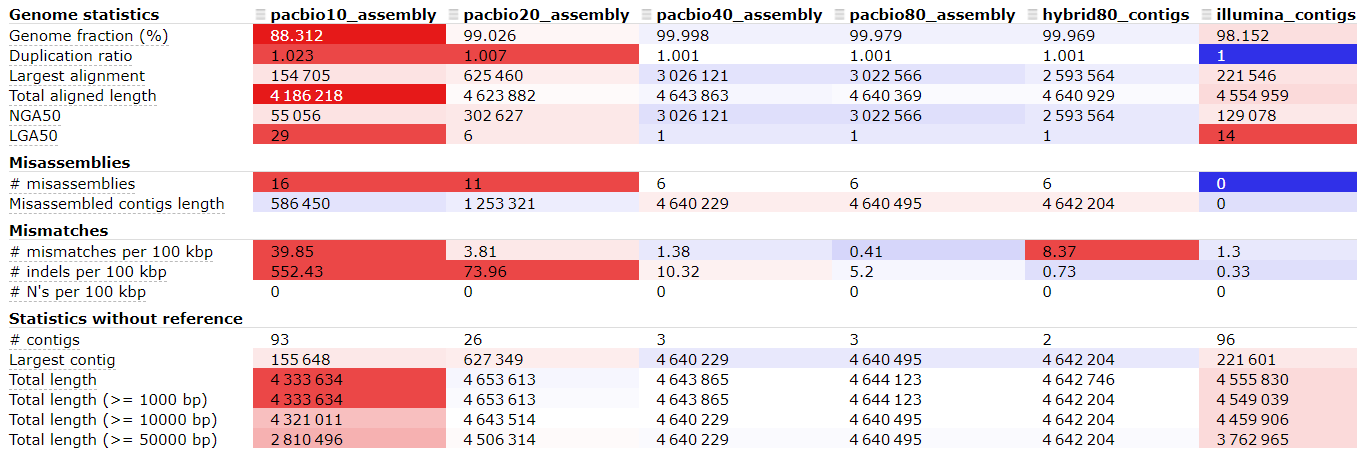 Genome statistics pacbio10_assembly pacbio20_assembly pacbio40_assembly pacbio80_assembly hybrid80_contigs illumina_contigs
Genome fraction (%) 88.312 99.026 99.998 99.979 99.969 98.152
Duplication ratio 1.023 1.007 1.001 1.001 1.001 1
Largest alignment 154 705 625 460 3 026 121 3 022 566 2 593 564 221 546
Total aligned length 4 186 218 4 623 882 4 643 863 4 640 369 4 640 929 4 554 959
NGA50 55 056 302 627 3 026 121 3 022 566 2 593 564 129 078
LGA50 29 6 1 1 1 14
Misassemblies
# misassemblies 16 11 6 6 6 0
Misassembled contigs length 586 450 1 253 321 4 640 229 4 640 495 4 642 204 0
Mismatches
# mismatches per 100 kbp 39.85 3.81 1.38 0.41 8.37 1.3
# indels per 100 kbp 552.43 73.96 10.32 5.2 0.73 0.33
# N's per 100 kbp 0 0 0 0 0 0
Statistics without reference
# contigs 93 26 3 3 2 96
Largest contig 155 648 627 349 4 640 229 4 640 495 4 642 204 221 601
Total length 4 333 634 4 653 613 4 643 865 4 644 123 4 642 746 4 555 830
Total length (>= 1000 bp) 4 333 634 4 653 613 4 643 865 4 644 123 4 642 204 4 549 039
Total length (>= 10000 bp) 4 321 011 4 643 514 4 640 229 4 640 495 4 642 204 4 459 906
Total length (>= 50000 bp) 2 810 496 4 506 314 4 640 229 4 640 495 4 642 204 3 762 965